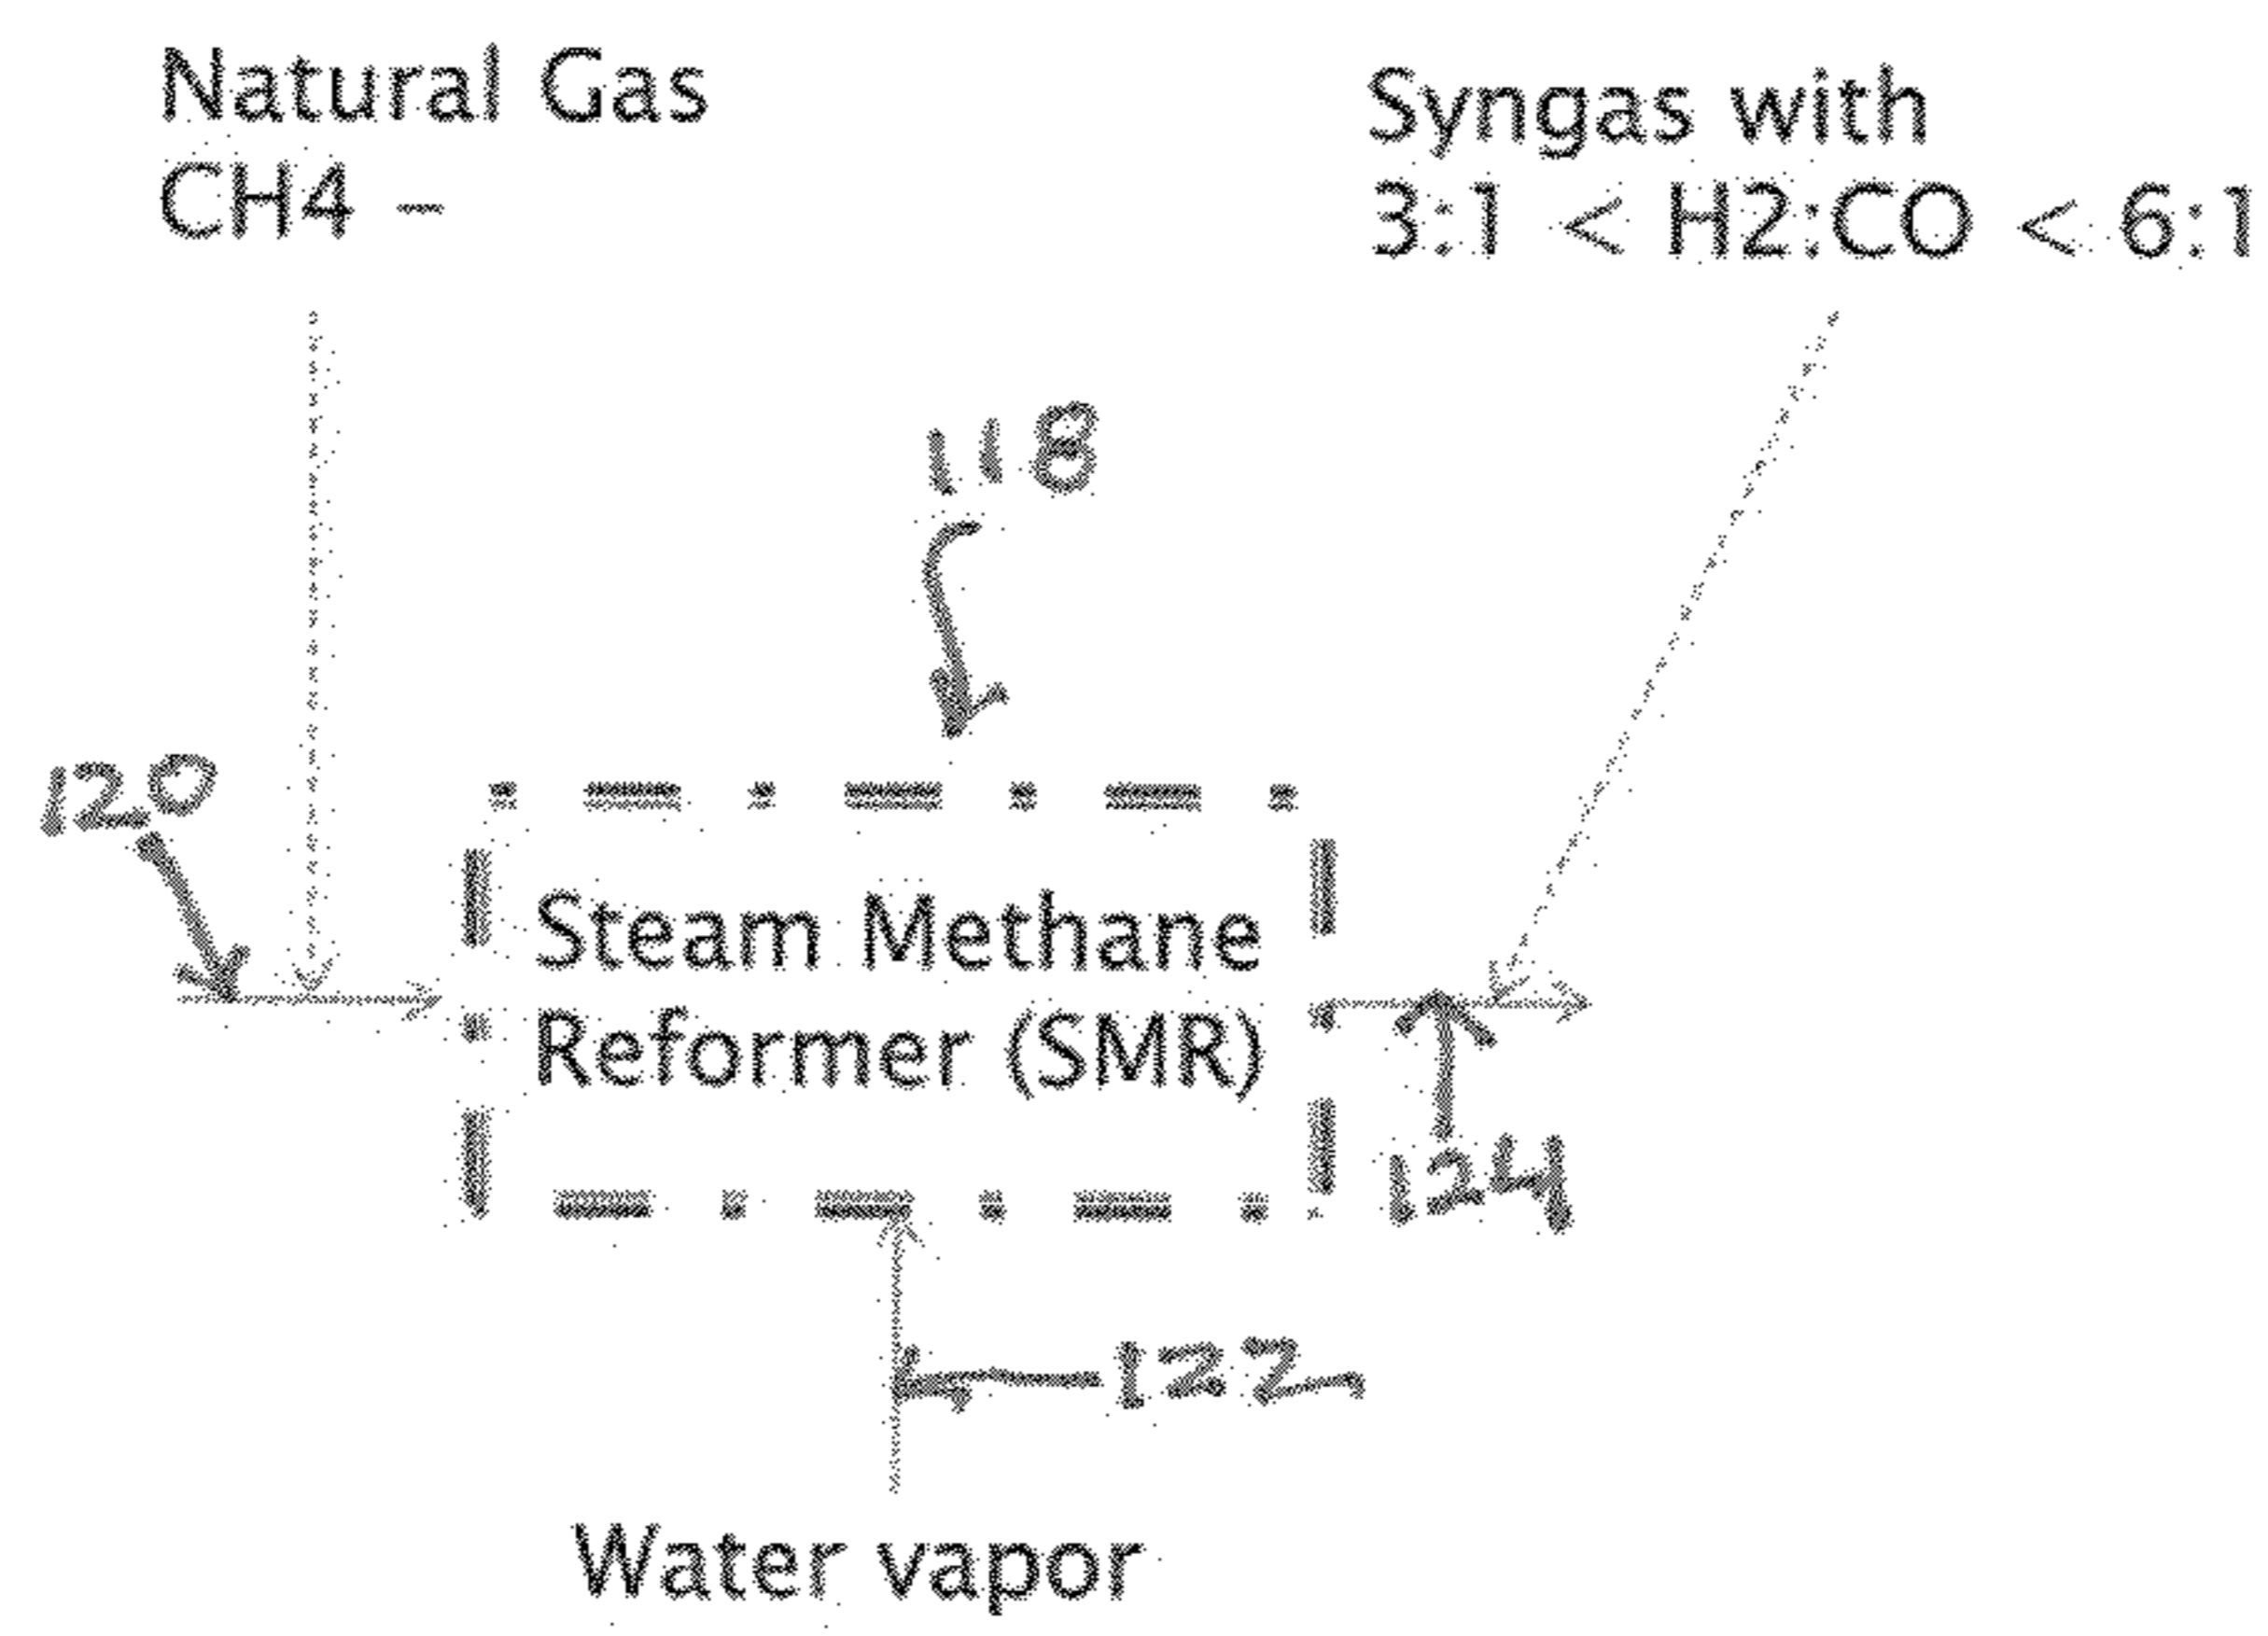 Natural Gas
CH4 –
Syngas with
3:1 < H2:CO < 6:1
118
120
Steam Methane
Reformer (SMR)
124
122
Water vapor